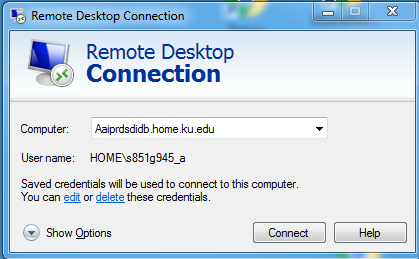 Remote Desktop Connection
Remote Desktop
Connection
Computer: Aaiprdsdidb.home.ku.edu
User name: HOME\s851g945_a
Saved credentials will be used to connect to this computer.
You can edit or delete these credentials.
Show Options Connect Help